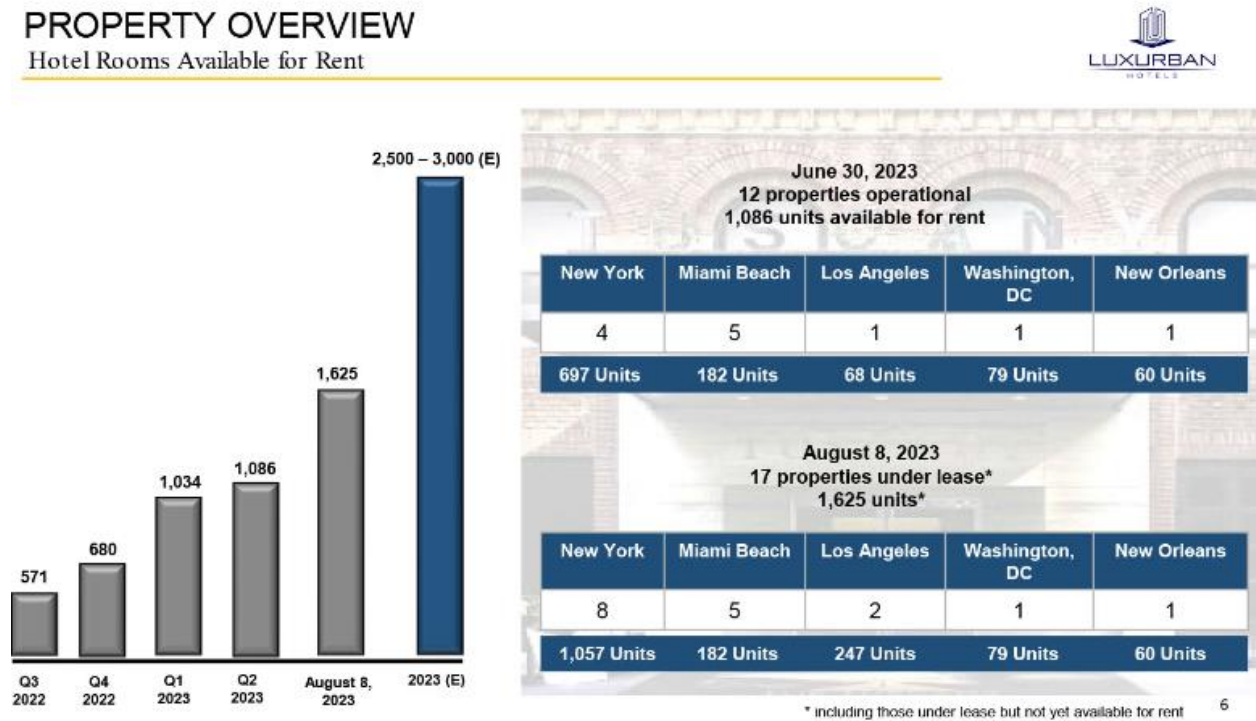 PROPERTY OVERVIEW
Hotel Rooms Available for Rent
LUXURBAN
HOTELS
2,500 – 3,000 (E)
1,625
1,086
1,034
680
571
Q3
2022
Q4
2022
Q1
2023
Q2
2023
August 8,
2023
2023 (E)
June 30, 2023
12 properties operational
1,086 units available for rent
New York Miami Beach Los Angeles Washington, DC New Orleans
4 5 1 1 1
697 Units 182 Units 68 Units 79 Units 60 Units
August 8, 2023
17 properties under lease*
1,625 units*
New York Miami Beach Los Angeles Washington, DC New Orleans
8 5 2 1 1
1,057 Units 182 Units 247 Units 79 Units 60 Units
* including those under lease but not yet available for rent
6